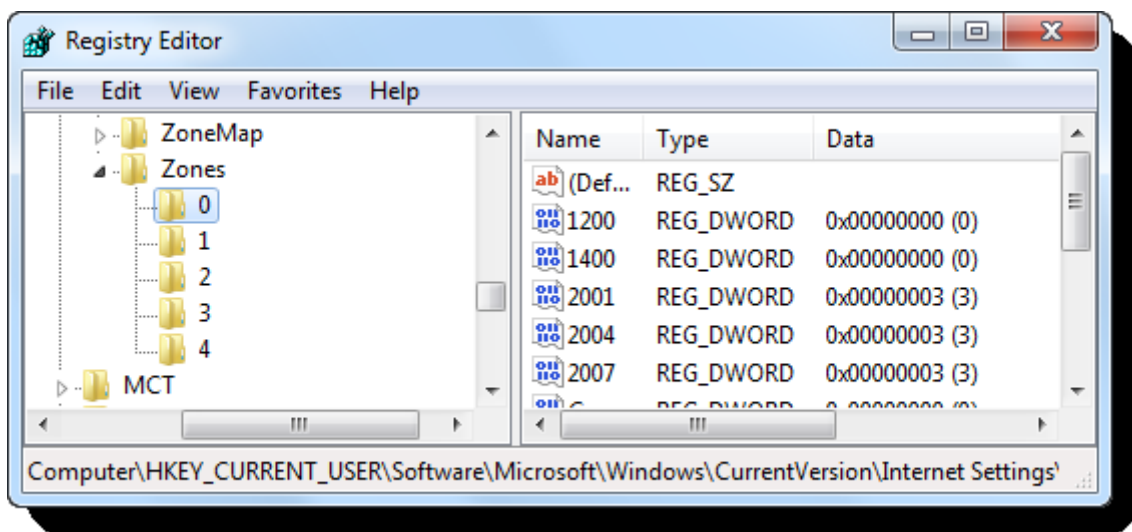 Registry Editor
File Edit View Favorites Help
ZoneMap
Zones
0
1
2
3
4
MCT
Name Type Data
(Def... REG_SZ
1200 REG_DWORD 0x00000000 (0)
1400 REG_DWORD 0x00000000 (0)
2001 REG_DWORD 0x00000003 (3)
2004 REG_DWORD 0x00000003 (3)
2007 REG_DWORD 0x00000003 (3)
Computer\HKEY_CURRENT_USER\Software\Microsoft\Windows\CurrentVersion\Internet Settings\